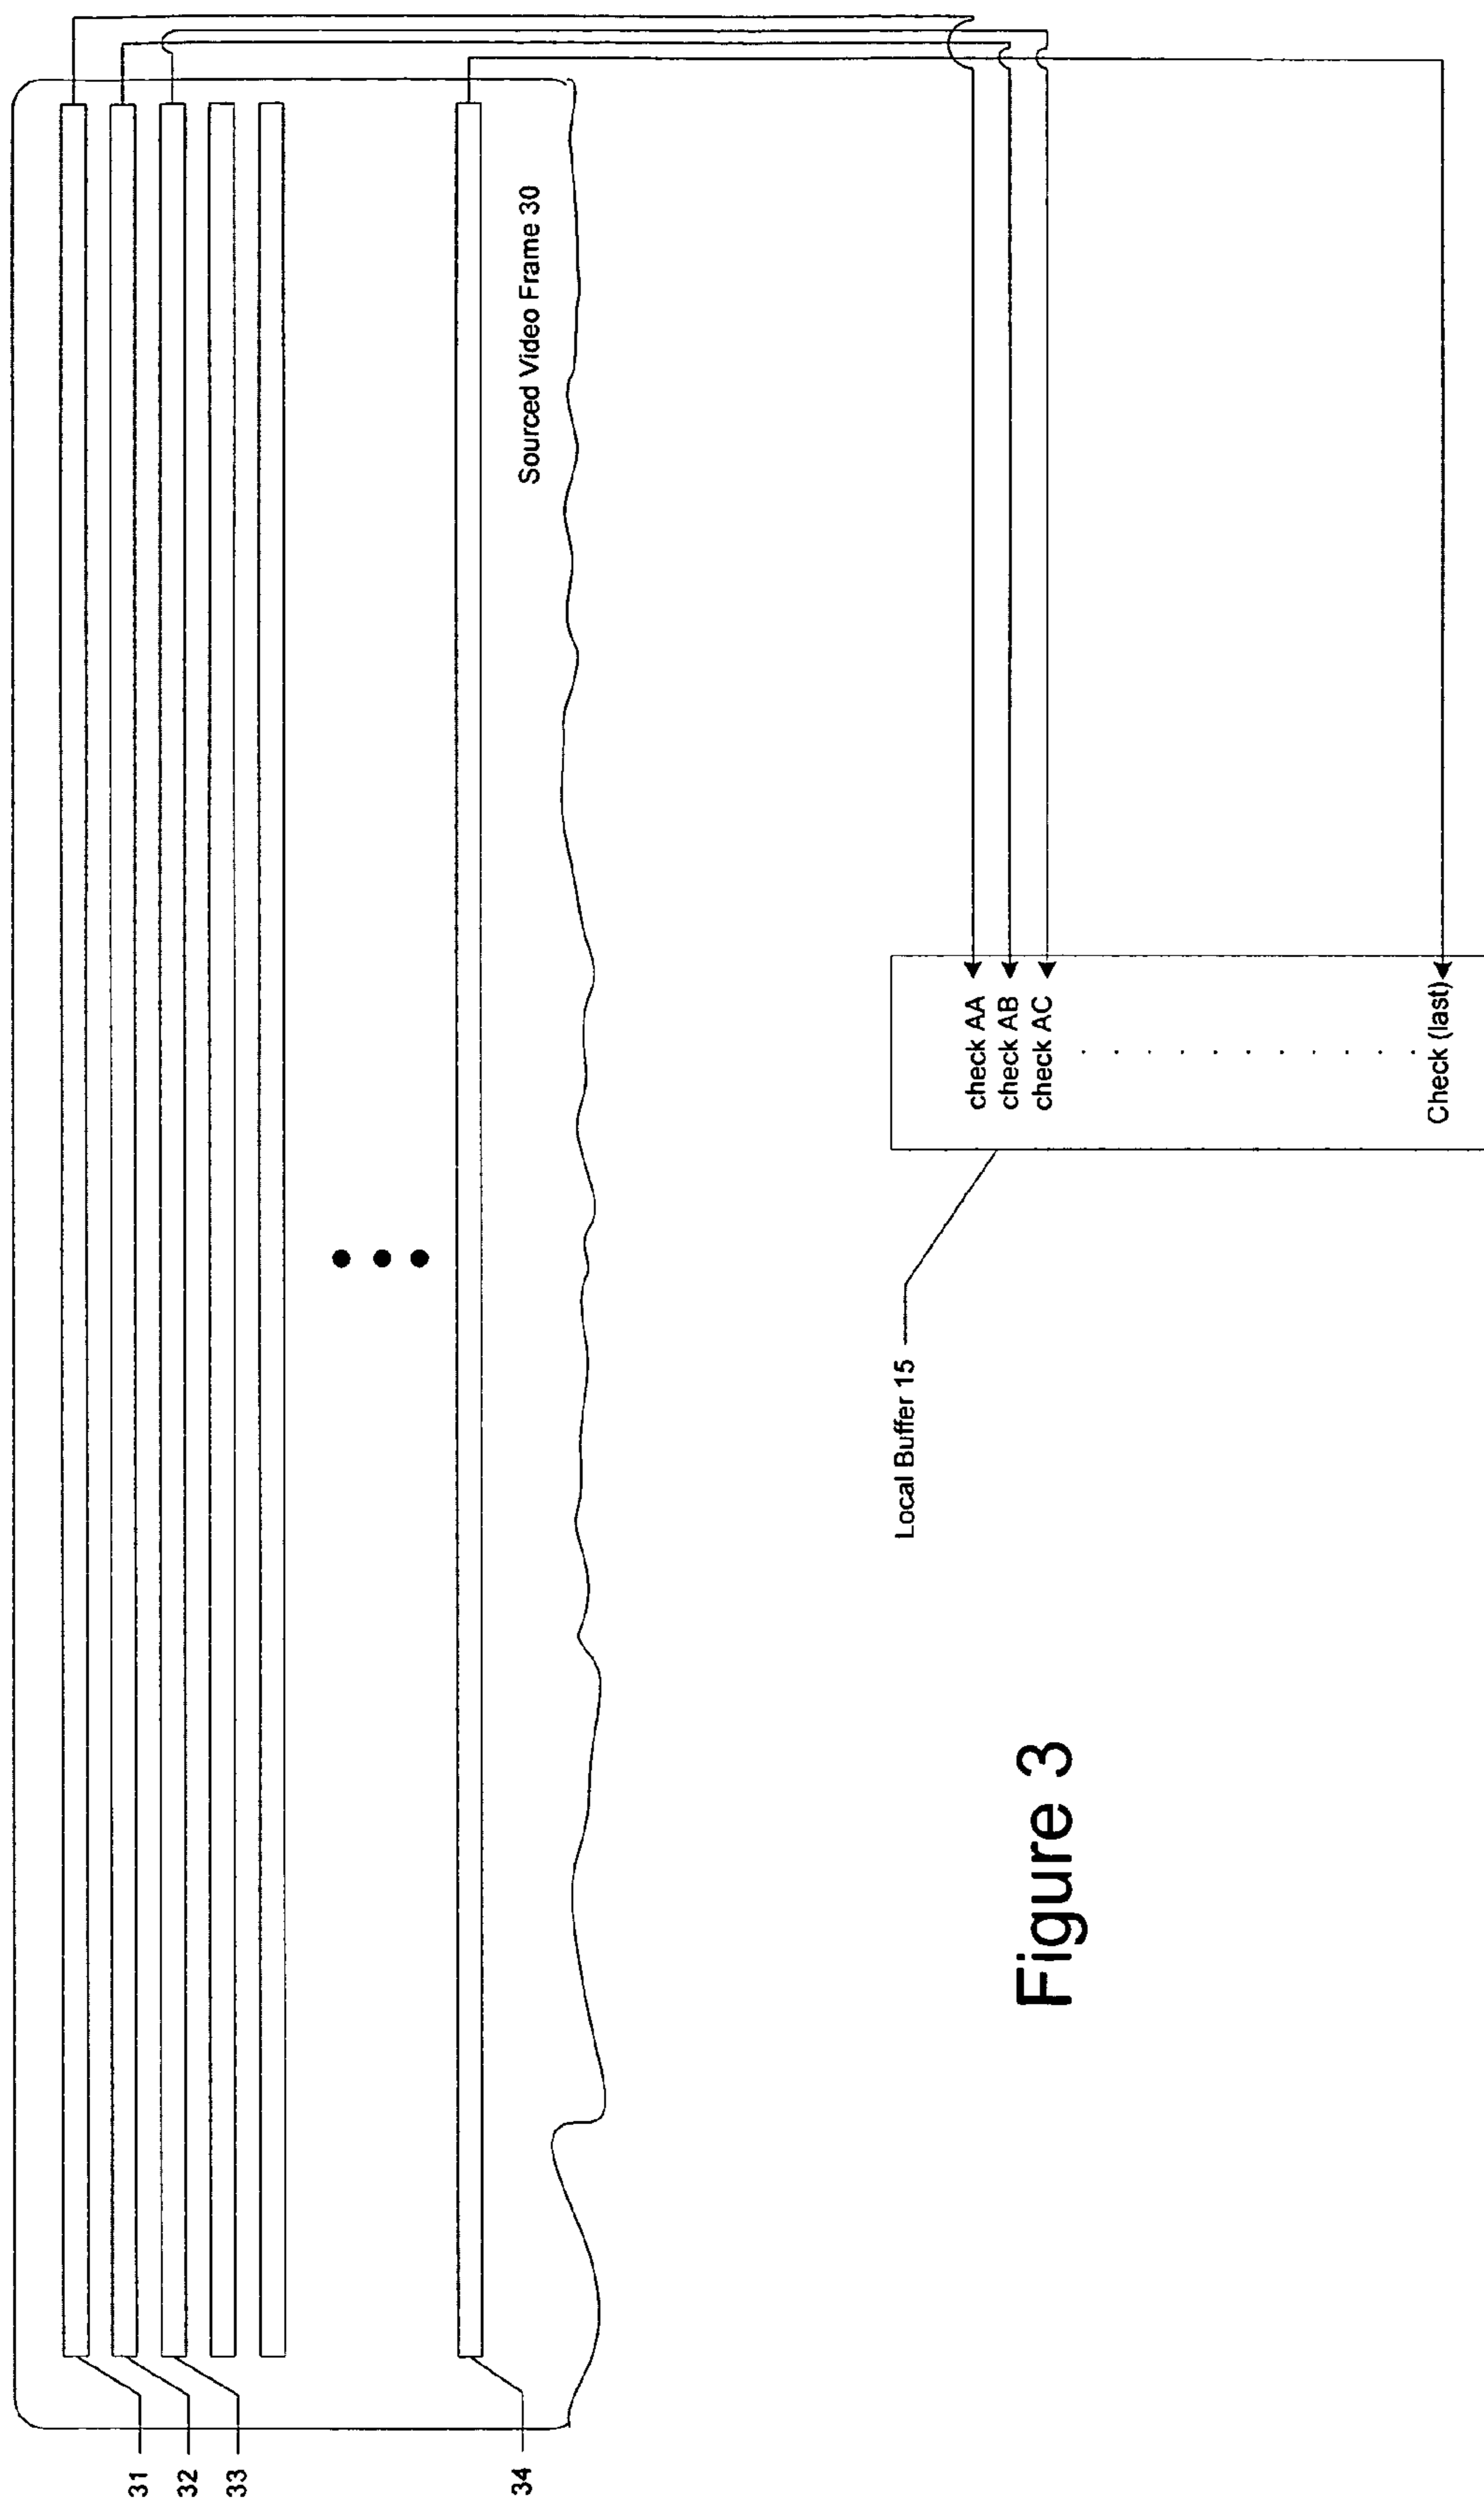 31
32
33
34
Sourced Video Frame 30
Local Buffer 15
check AA
check AB
check AC
. . . . . . . . . . .
Check (last)
Figure 3